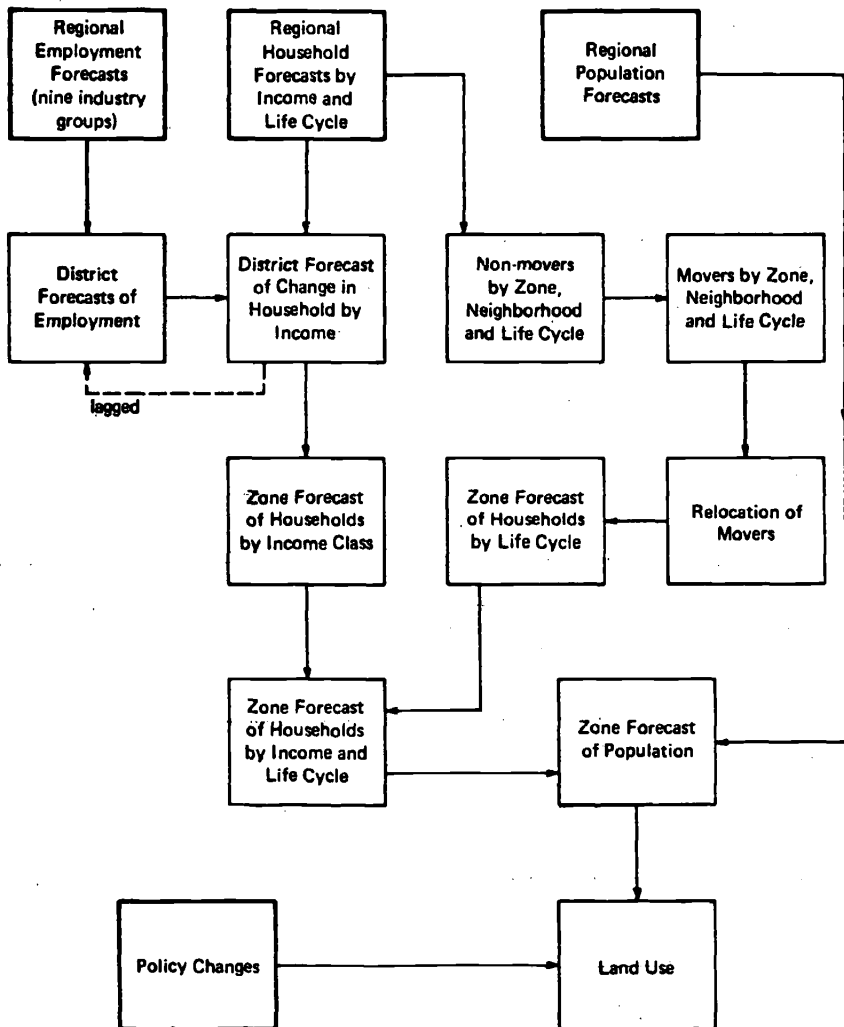 Regional
Employment
Forecasts
(nine industry
groups)
Regional
Household
Forecasts by
Income and
Life Cycle
Regional
Population
Forecasts
District
Forecasts of
Employment
District Forecast
of Change in
Household by
Income
Non-movers
by Zone,
Neighborhood
and Life Cycle
Movers by Zone,
Neighborhood
and Life Cycle
lagged
Zone Forecast
of Households
by Income Class
Zone Forecast
of Households
by Life Cycle
Relocation of
Movers
Zone Forecast
of Households
by Income and
Life Cycle
Zone Forecast
of Population
Policy Changes
Land Use